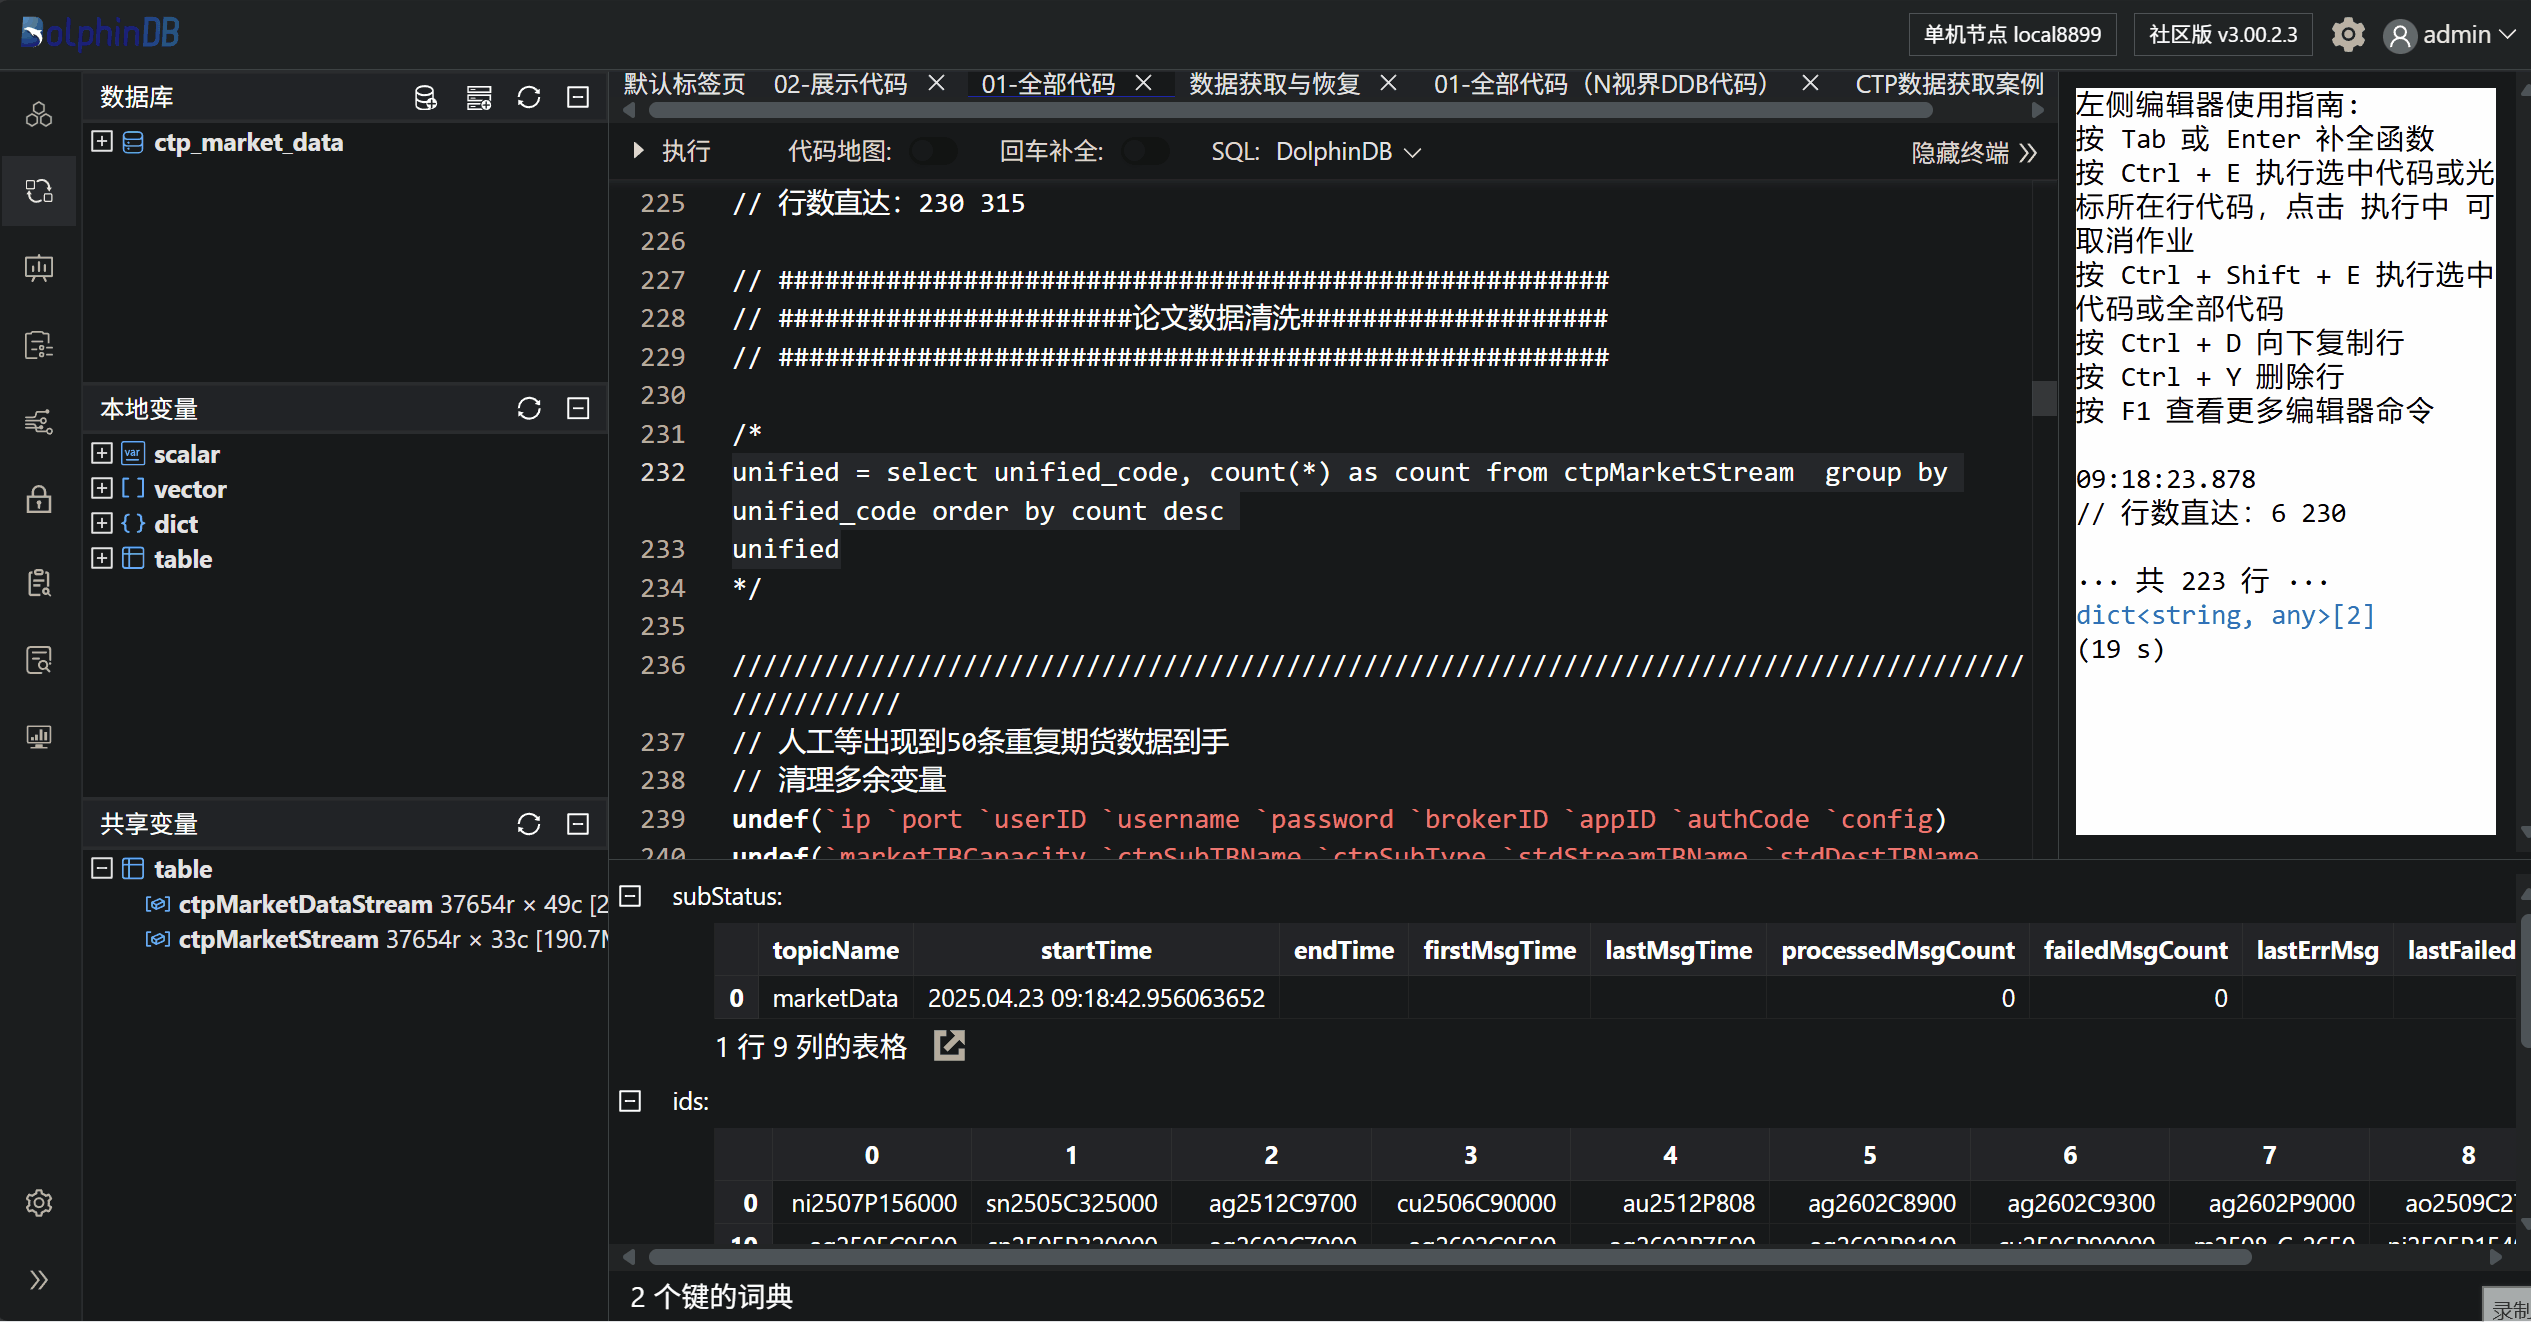 DolphinDB
单机节点 local8899
社区版 v3.00.2.3
admin
数据库
ctp_market_data
本地变量
scalar
vector
dict
table
共享变量
table
ctpMarketDataStream 37654r × 49c [2
ctpMarketStream 37654r × 33c [190.7M
默认标签页 02-展示代码 01-全部代码 数据获取与恢复 01-全部代码（N视界DDB代码） CTP数据获取案例
执行 代码地图: 回车补全: SQL: DolphinDB 隐藏终端
225 // 行数直达：230 315
226
227 // ######################################################
228 // #######################论文数据清洗####################
229 // ######################################################
230
231 /*
232 unified = select unified_code, count(*) as count from ctpMarketStream  group by
unified_code order by count desc
233 unified
234 */
235
236 ////////////////////////////////////////////////////////////////////////////////////
///////////
237 // 人工等出现到50条重复期货数据到手
238 // 清理多余变量
239 undef(`ip `port `userID `username `password `brokerID `appID `authCode `config)
240 undef(`marketTBCapacity `ctpSubTBName `ctpSubType `stdStreamTBName `stdDestTBName
左侧编辑器使用指南：
按 Tab 或 Enter 补全函数
按 Ctrl + E 执行选中代码或光
标所在行代码，点击 执行中 可
取消作业
按 Ctrl + Shift + E 执行选中
代码或全部代码
按 Ctrl + D 向下复制行
按 Ctrl + Y 删除行
按 F1 查看更多编辑器命令
09:18:23.878
// 行数直达：6 230
··· 共 223 行 ···
dict<string, any>[2]
(19 s)
subStatus:
topicName startTime endTime firstMsgTime lastMsgTime processedMsgCount failedMsgCount lastErrMsg lastFailed
0 marketData 2025.04.23 09:18:42.956063652 0 0
1 行 9 列的表格
ids:
0 1 2 3 4 5 6 7 8
0 ni2507P156000 sn2505C325000 ag2512C9700 cu2506C90000 au2512P808 ag2602C8900 ag2602C9300 ag2602P9000 ao2509C2
10 ag2505C9500 sn2505P320000 ag2602C7900 ag2602C9500 ag2602P7500 ag2602P8100 cu2506P90000 m2508-C-2650
2 个键的词典
录制